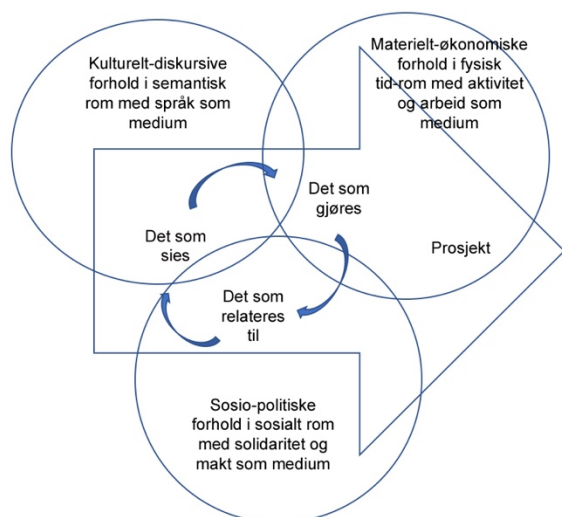 Kulturelt-diskursive
forhold i semantisk
rom med språk som
medium
Materielt-økonomiske
forhold i fysisk
tid-rom med aktivitet
og arbeid som
medium
Det som
gjøres
Det som
sies
Prosjekt
Det som
relateres
til
Sosio-politiske
forhold i sosialt rom
med solidaritet og
makt som medium